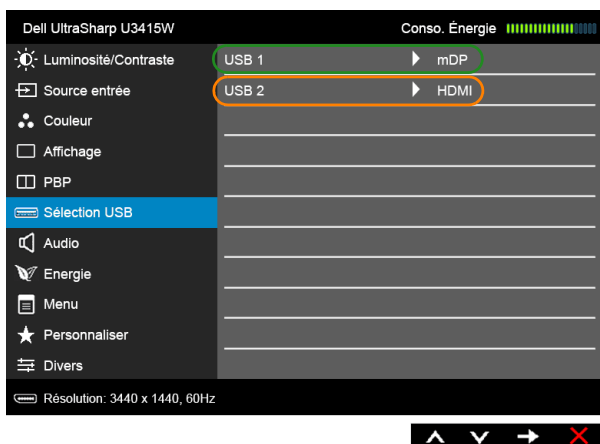 Dell UltraSharp U3415W Conso. Énergie
Luminosité/Contraste USB 1 mDP
Source entrée USB 2 HDMI
Couleur
Affichage
PBP
Sélection USB
Audio
Energie
Menu
Personnaliser
Divers
Résolution: 3440 x 1440, 60Hz